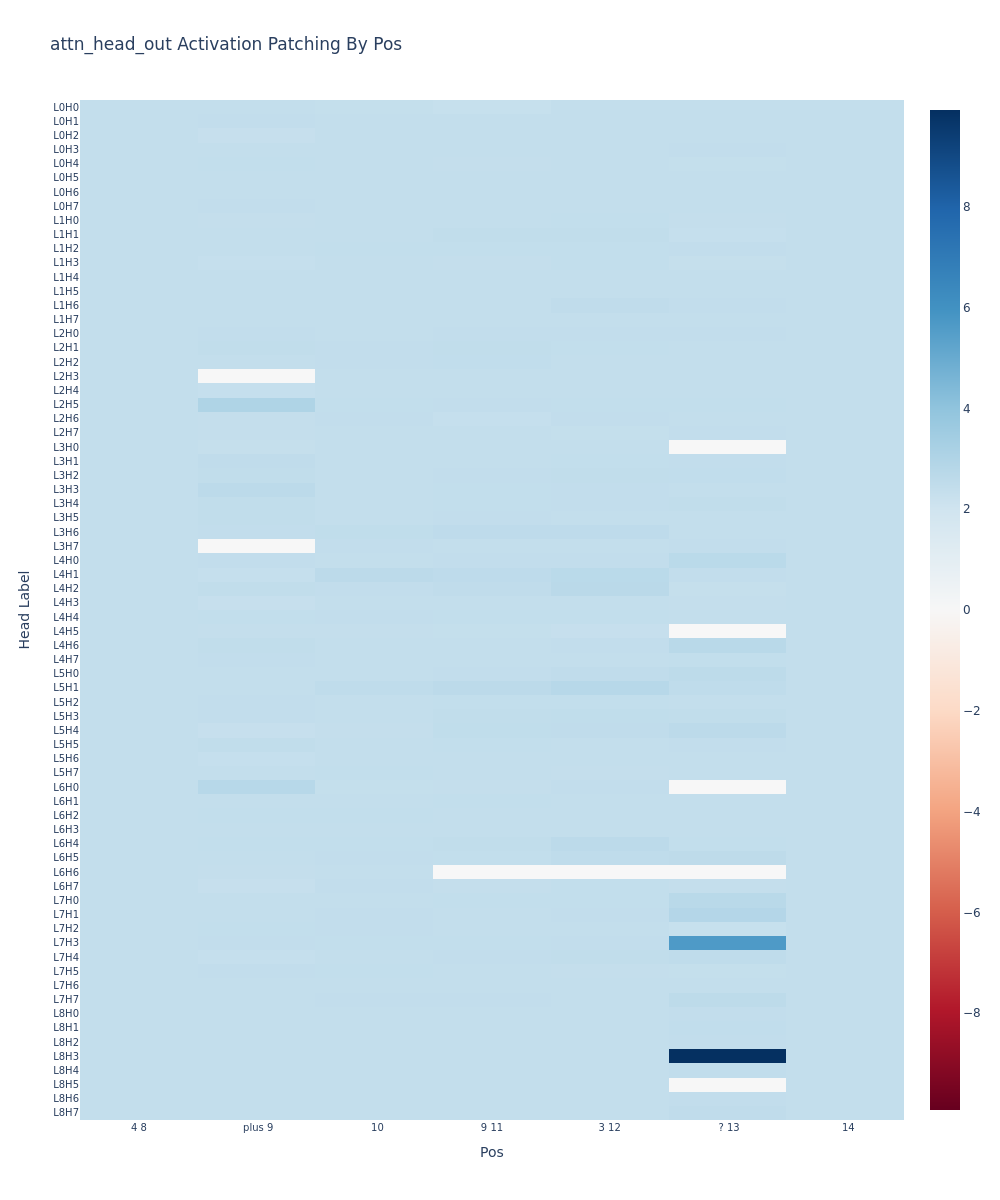 attn_head_out Activation Patching By Pos
L0H0
L0H1
L0H2
L0H3
L0H4
L0H5
L0H6
L0H7
L1H0
L1H1
L1H2
L1H3
L1H4
L1H5
L1H6
L1H7
L2H0
L2H1
L2H2
L2H3
L2H4
L2H5
L2H6
L2H7
L3H0
L3H1
L3H2
L3H3
L3H4
L3H5
L3H6
L3H7
L4H0
L4H1
L4H2
L4H3
L4H4
L4H5
L4H6
L4H7
L5H0
L5H1
L5H2
L5H3
L5H4
L5H5
L5H6
L5H7
L6H0
L6H1
L6H2
L6H3
L6H4
L6H5
L6H6
L6H7
L7H0
L7H1
L7H2
L7H3
L7H4
L7H5
L7H6
L7H7
L8H0
L8H1
L8H2
L8H3
L8H4
L8H5
L8H6
L8H7
Head Label
4 8 plus 9 10 9 11 3 12 ? 13 14
Pos
8
6
4
2
0
−2
−4
−6
−8